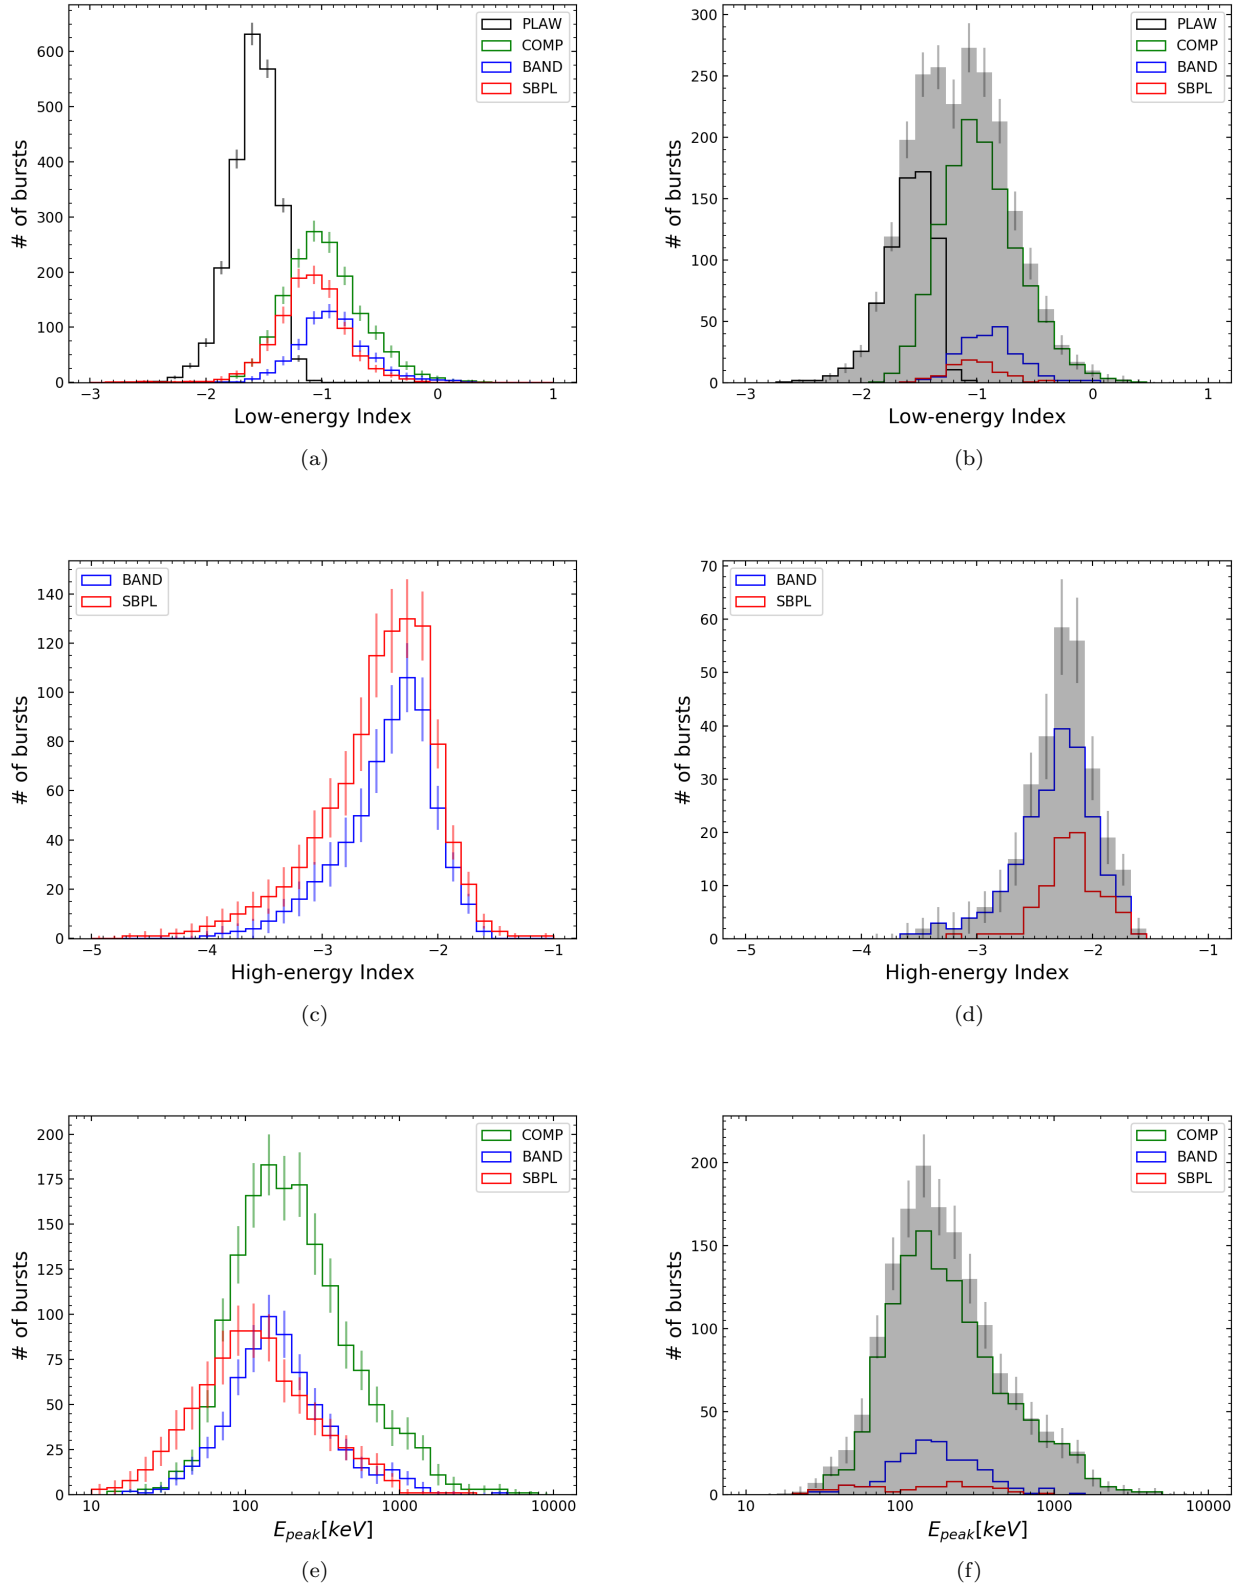 PLAW
COMP
BAND
SBPL
# of bursts
600
500
400
300
200
100
0
−3 −2 −1 0 1
Low-energy Index
(a)
PLAW
COMP
BAND
SBPL
# of bursts
300
250
200
150
100
50
0
−3 −2 −1 0 1
Low-energy Index
(b)
BAND
SBPL
# of bursts
140
120
100
80
60
40
20
0
−5 −4 −3 −2 −1
High-energy Index
(c)
BAND
SBPL
# of bursts
70
60
50
40
30
20
10
0
−5 −4 −3 −2 −1
High-energy Index
(d)
COMP
BAND
SBPL
# of bursts
200
175
150
125
100
75
50
25
0
10 100 1000 10000
E_peak[keV]
(e)
COMP
BAND
SBPL
# of bursts
200
150
100
50
0
10 100 1000 10000
E_peak[keV]
(f)